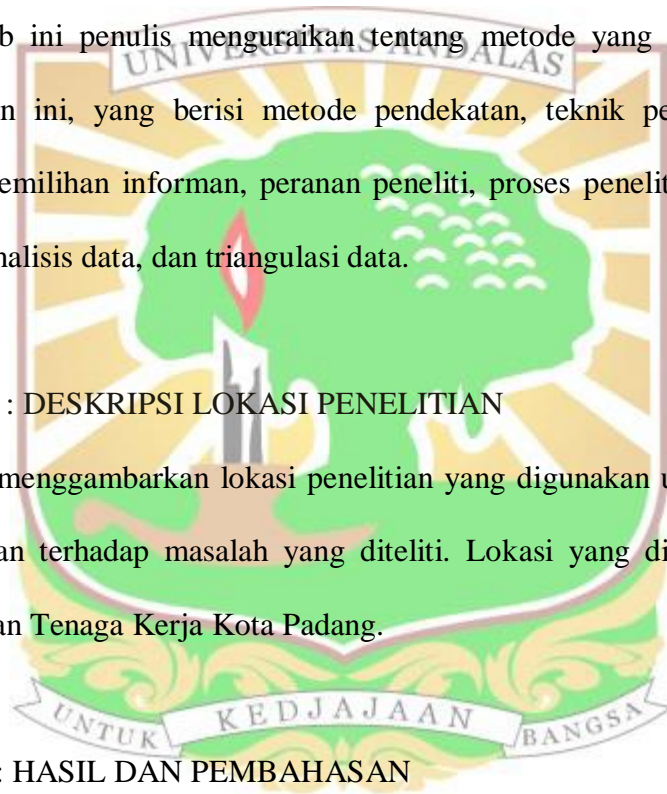 b ini penulis menguraikan tentang metode yang
UNIVERSITAS ANDALAS
n ini, yang berisi metode pendekatan, teknik pe
emilihan informan, peranan peneliti, proses penelit
nalisis data, dan triangulasi data.
: DESKRIPSI LOKASI PENELITIAN
menggambarkan lokasi penelitian yang digunakan u
an terhadap masalah yang diteliti. Lokasi yang di
an Tenaga Kerja Kota Padang.
UNTUK KEDJAJAAN BANGSA
: HASIL DAN PEMBAHASAN